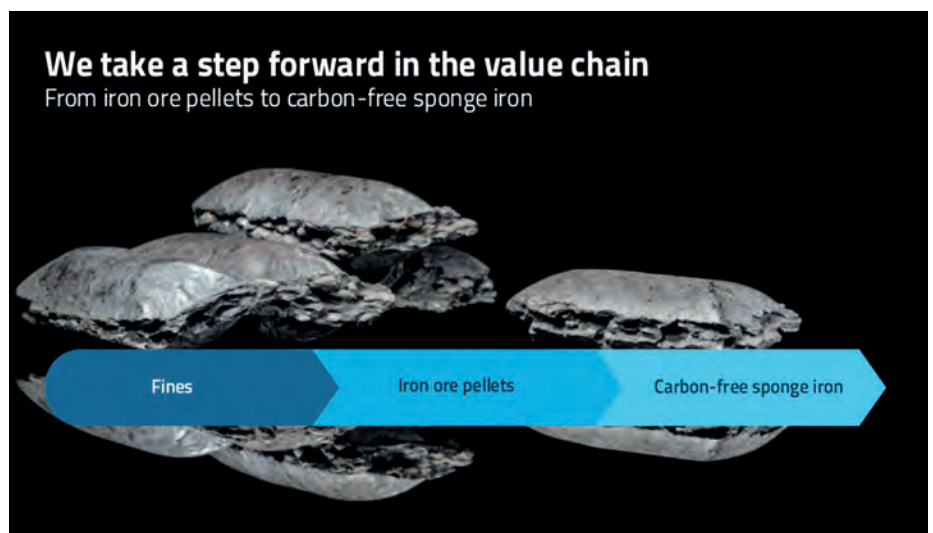 We take a step forward in the value chain
From iron ore pellets to carbon-free sponge iron
Fines
Iron ore pellets
Carbon-free sponge iron